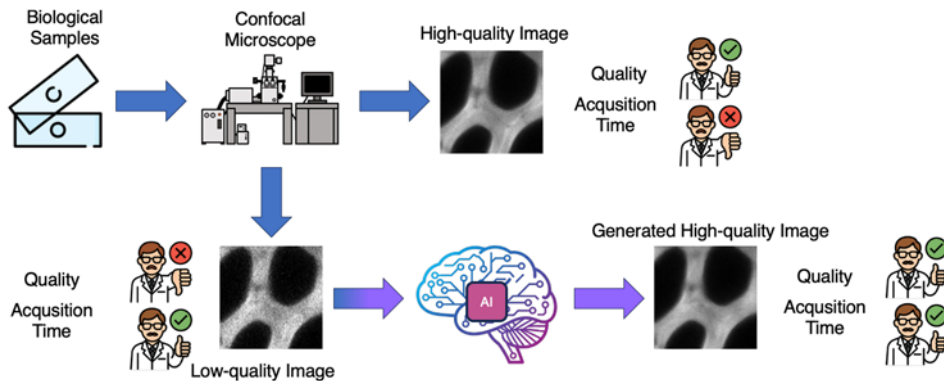 Biological
Samples
Confocal
Microscope
High-quality Image
Quality
Acqusition
Time
Generated High-quality Image
Quality
Acqusition
Time
AI
Quality
Acqusition
Time
Low-quality Image